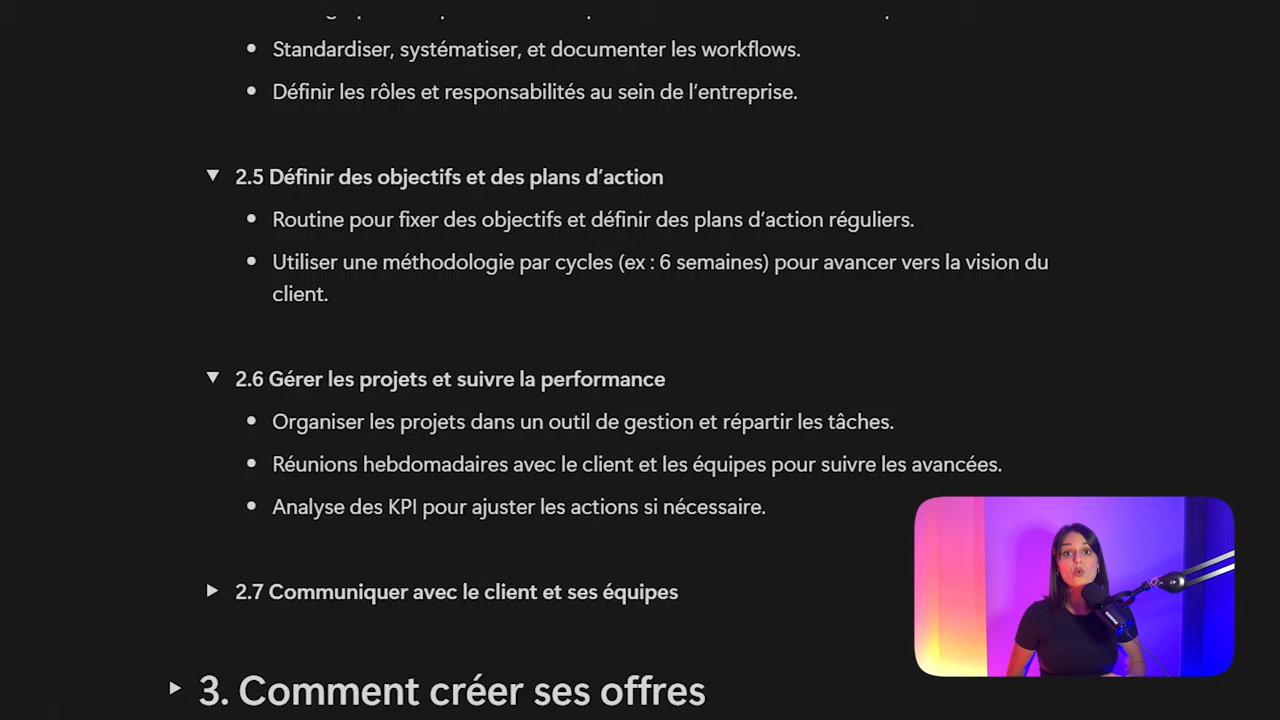 Standardiser, systématiser, et documenter les workflows.
Définir les rôles et responsabilités au sein de l’entreprise.
2.5 Définir des objectifs et des plans d’action
Routine pour fixer des objectifs et définir des plans d’action réguliers.
Utiliser une méthodologie par cycles (ex : 6 semaines) pour avancer vers la vision du
client.
2.6 Gérer les projets et suivre la performance
Organiser les projets dans un outil de gestion et répartir les tâches.
Réunions hebdomadaires avec le client et les équipes pour suivre les avancées.
Analyse des KPI pour ajuster les actions si nécessaire.
2.7 Communiquer avec le client et ses équipes
3. Comment créer ses offres